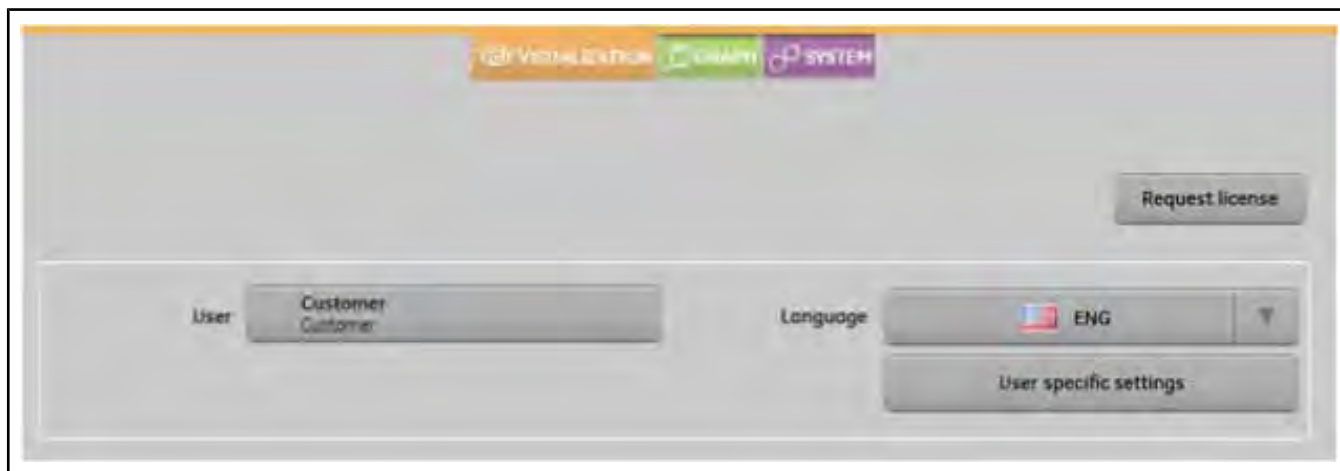 VISUALIZATION GRAPH SYSTEM
Request license
User
Customer
Customer
Language
ENG
User specific settings